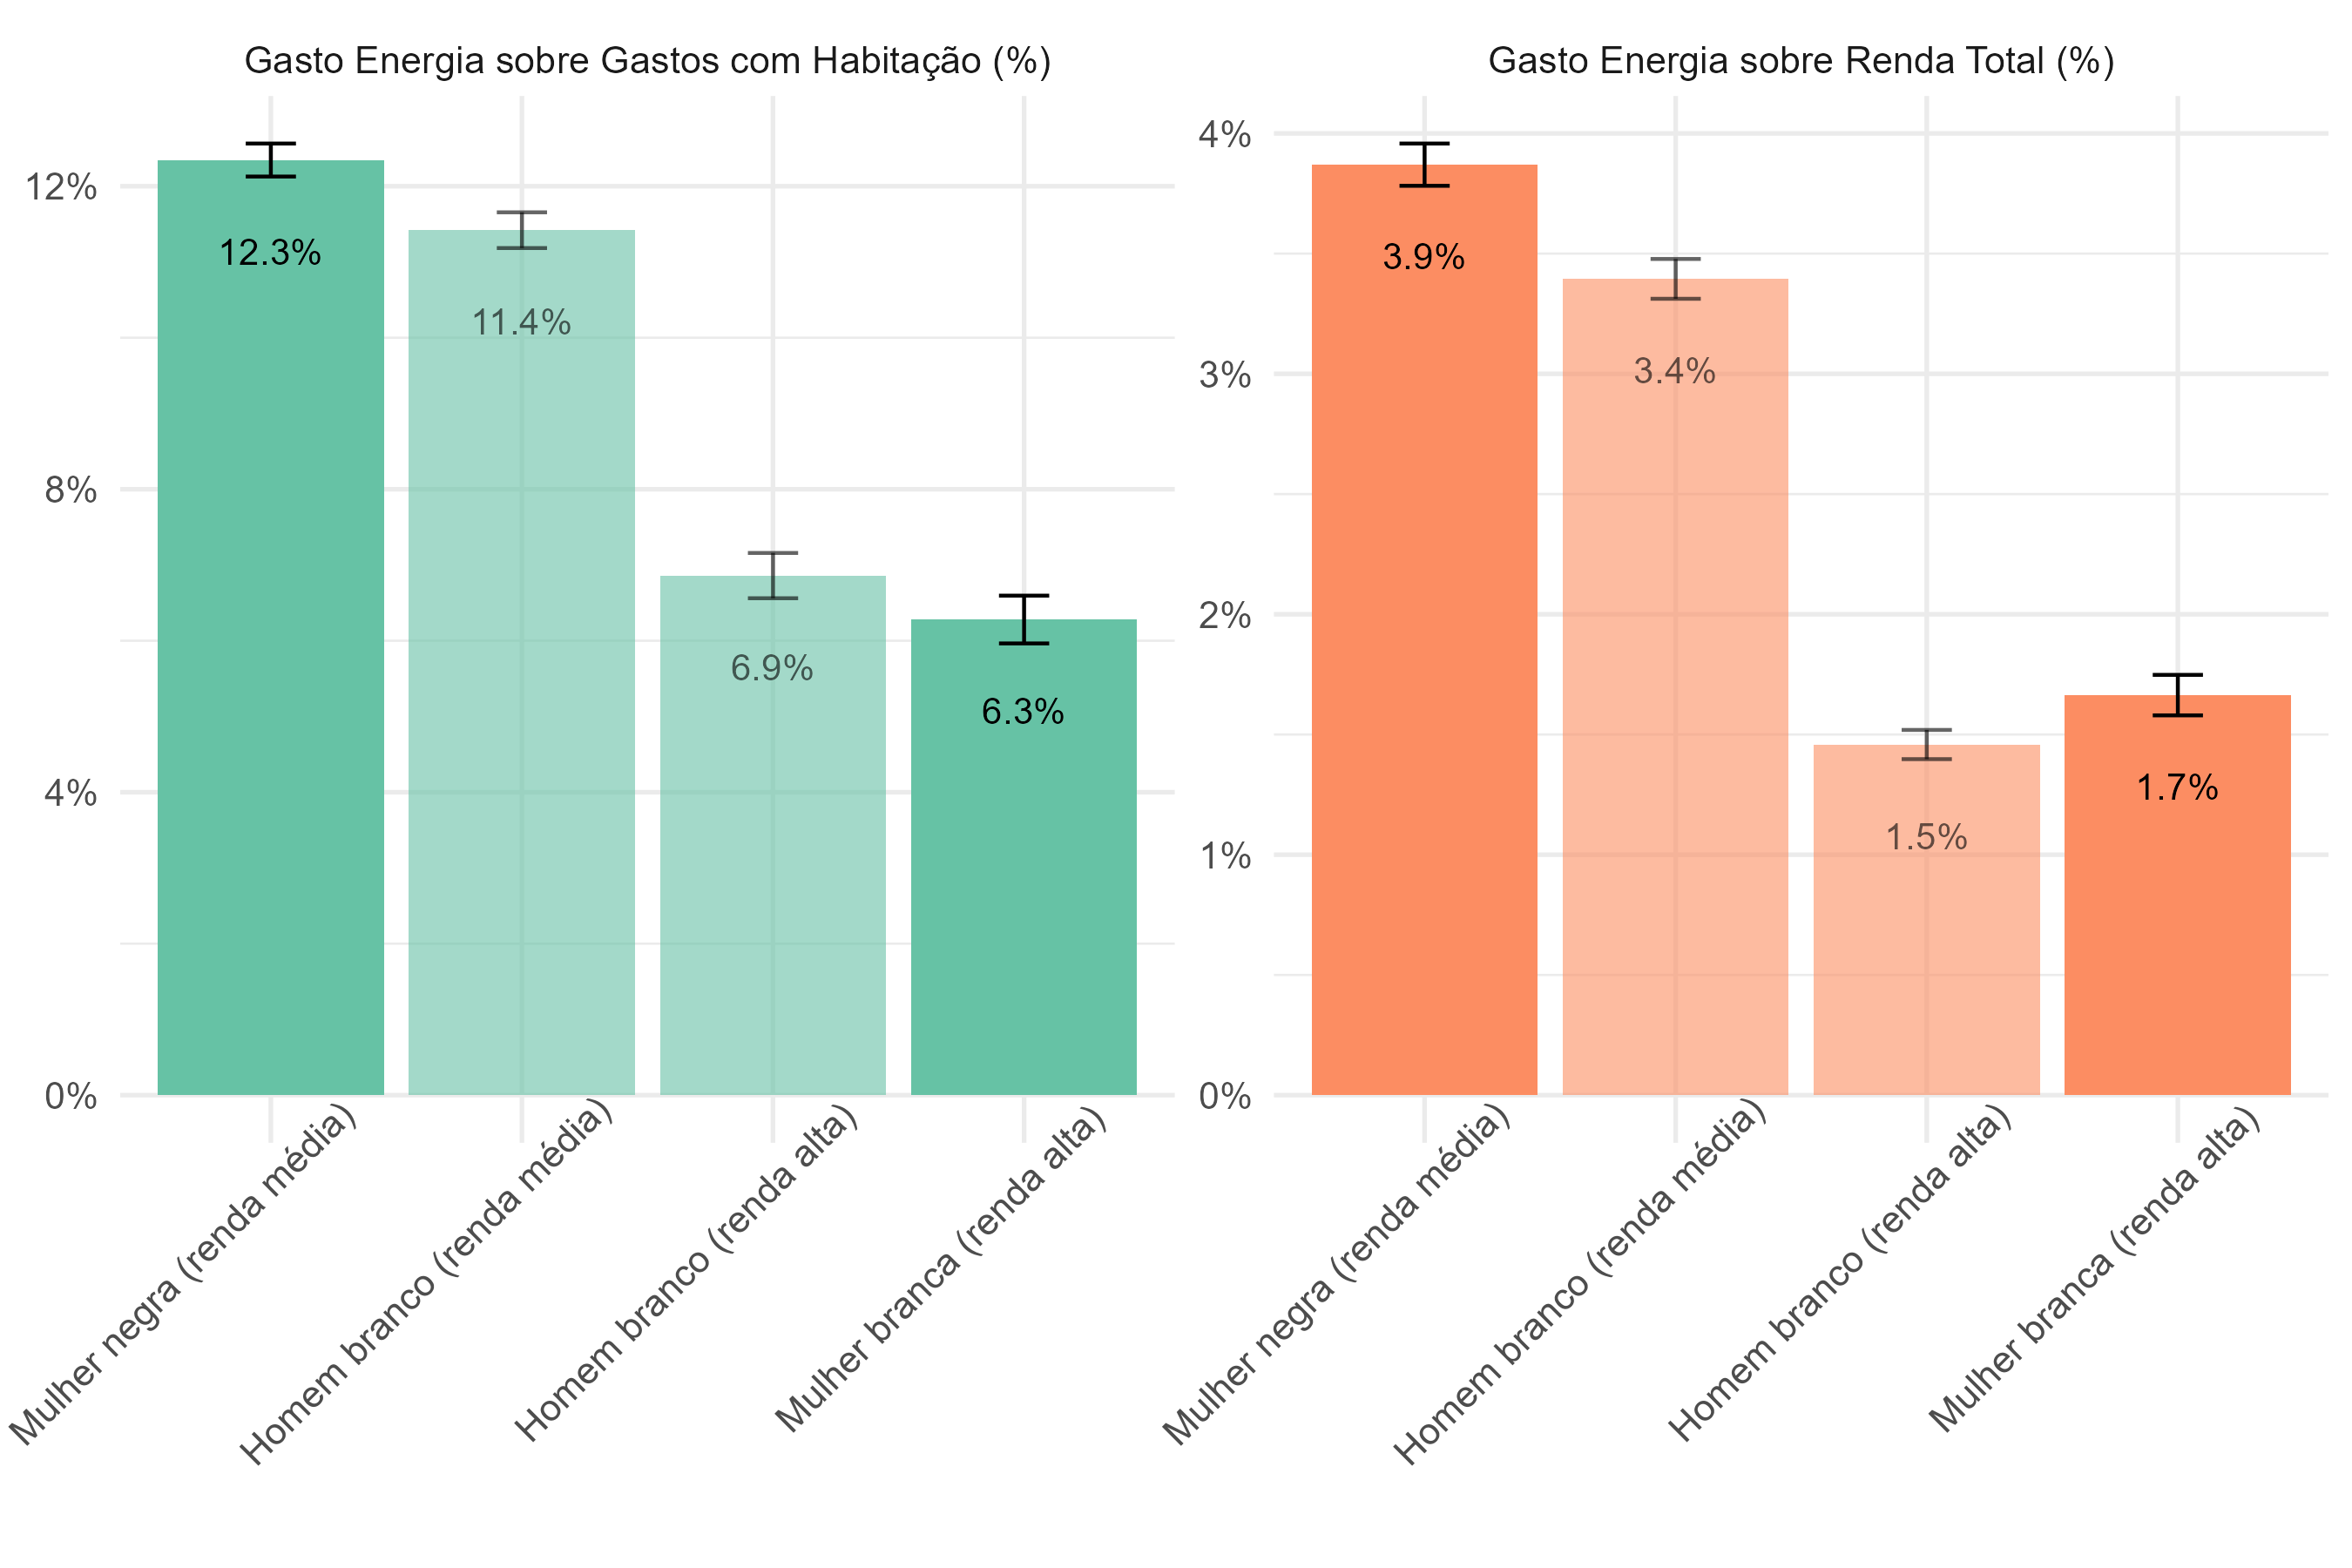 Gasto Energia sobre Gastos com Habitação (%)
12%
8%
4%
0%
12.3%
11.4%
6.9%
6.3%
Mulher negra (renda média)
Homem branco (renda média)
Homem branco (renda alta)
Mulher branca (renda alta)
Gasto Energia sobre Renda Total (%)
4%
3%
2%
1%
0%
3.9%
3.4%
1.5%
1.7%
Mulher negra (renda média)
Homem branco (renda média)
Homem branco (renda alta)
Mulher branca (renda alta)